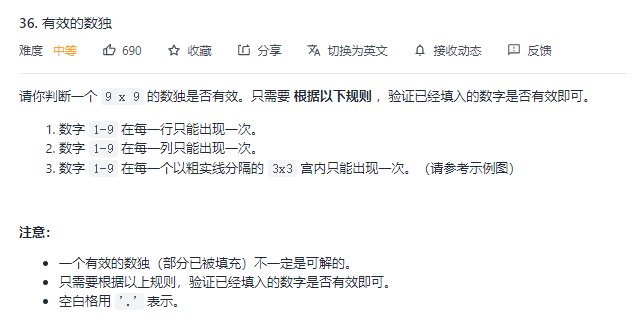 36. 有效的数独
难度 中等 690 收藏 分享 切换为英文 接收动态 反馈
请你判断一个 9 x 9 的数独是否有效。只需要 根据以下规则 ，验证已经填入的数字是否有效即可。
1. 数字 1-9 在每一行只能出现一次。
2. 数字 1-9 在每一列只能出现一次。
3. 数字 1-9 在每一个以粗实线分隔的 3x3 宫内只能出现一次。（请参考示例图）
注意：
• 一个有效的数独（部分已被填充）不一定是可解的。
• 只需要根据以上规则，验证已经填入的数字是否有效即可。
• 空白格用 '.' 表示。